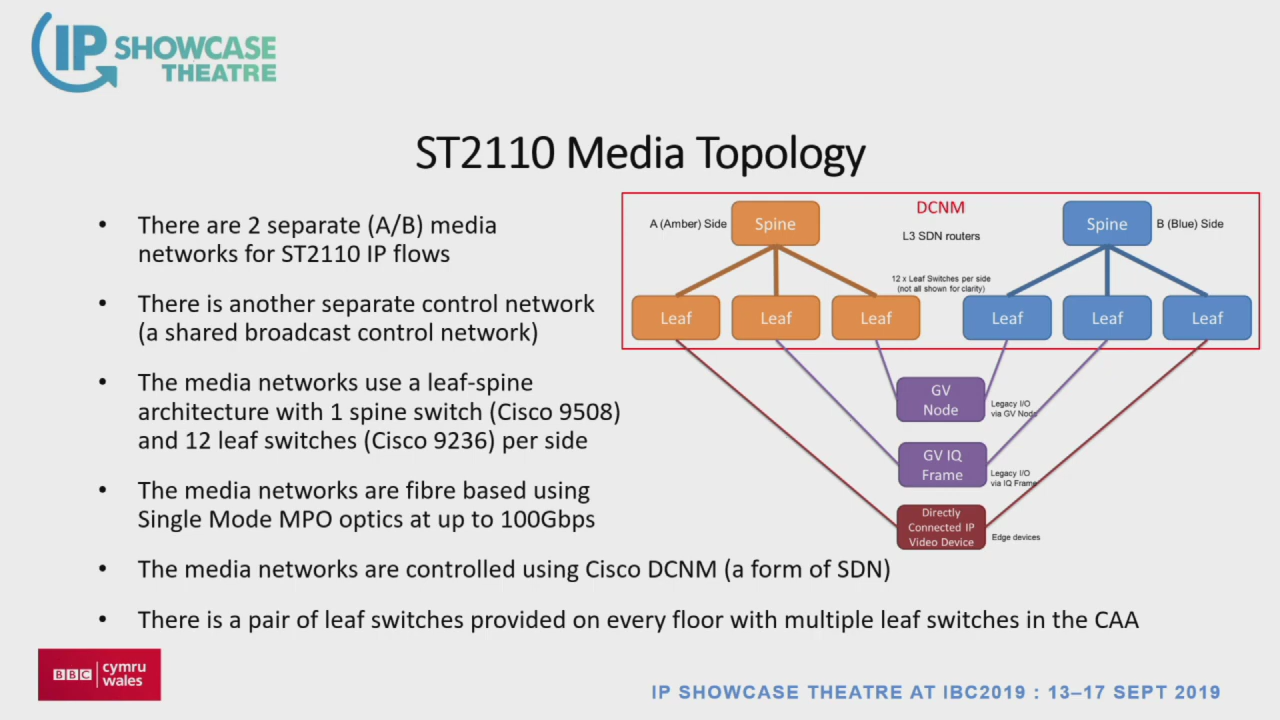 IP SHOWCASE
THEATRE
ST2110 Media Topology
• There are 2 separate (A/B) media
networks for ST2110 IP flows
• There is another separate control network
(a shared broadcast control network)
• The media networks use a leaf-spine
architecture with 1 spine switch (Cisco 9508)
and 12 leaf switches (Cisco 9236) per side
• The media networks are fibre based using
Single Mode MPO optics at up to 100Gbps
• The media networks are controlled using Cisco DCNM (a form of SDN)
• There is a pair of leaf switches provided on every floor with multiple leaf switches in the CAA
A (Amber) Side
Spine
DCNM
L3 SDN routers
Spine
B (Blue) Side
12 x Leaf Switches per side
(not all shown for clarity)
Leaf
Leaf
Leaf
Leaf
Leaf
Leaf
GV
Node
Legacy I/O
via GV Node
GV IQ
Frame
Legacy I/O
via IQ Frame
Directly
Connected IP
Video Device
Edge devices
BBC
cymru
wales
IP SHOWCASE THEATRE AT IBC2019 : 13–17 SEPT 2019